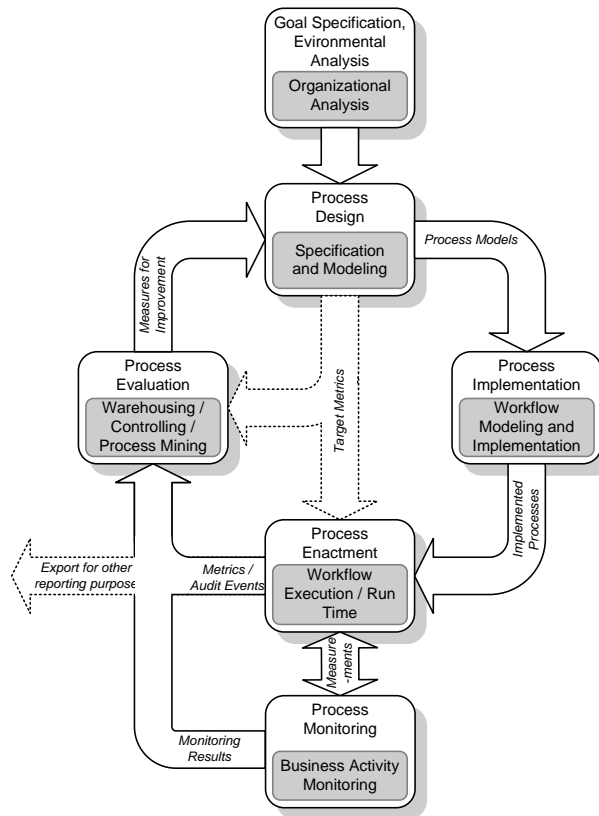 Goal Specification,
Evironmental
Analysis
Organizational
Analysis
Process
Design
Specification
and Modeling
Process Models
Measures for
Improvement
Process
Evaluation
Warehousing /
Controlling /
Process Mining
Target Metrics
Process
Implementation
Workflow
Modeling and
Implementation
Implemented
Processes
Process
Enactment
Workflow
Execution / Run
Time
Metrics /
Audit Events
Export for other
reporting purpose
Measure
-ments
Process
Monitoring
Business Activity
Monitoring
Monitoring
Results